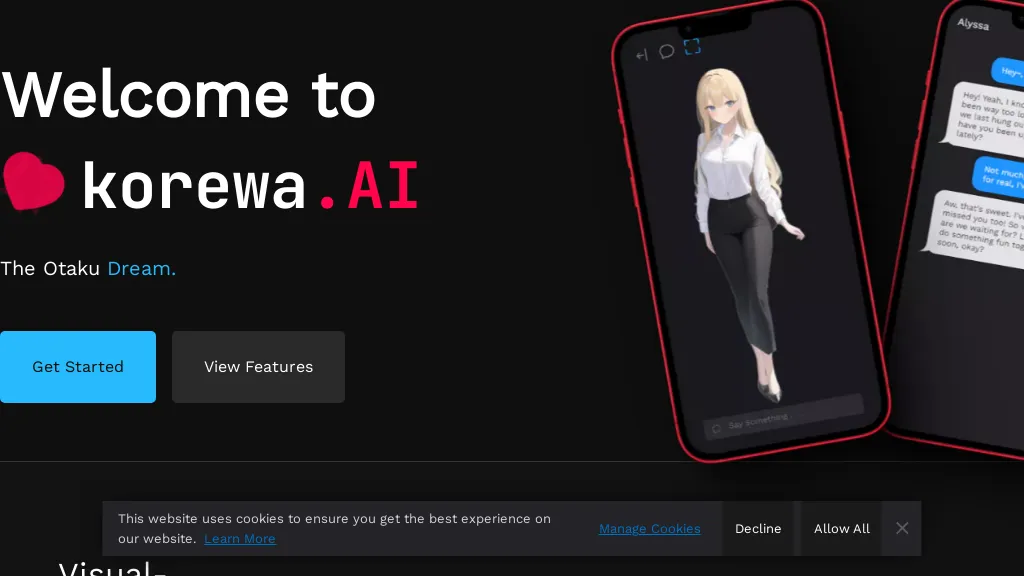 Welcome to
korewa.AI
The Otaku Dream.
Get Started
View Features
Say something
Alyssa
Hey~,
Hey! Yeah, I kno
been way too lo
we last hung ou
have you been u
lately?
Not much,
for real, I'v
Aw, that's sweet. I've
missed you too! So w
are we waiting for? L
do something fun tog
soon, okay?
This website uses cookies to ensure you get the best experience on
our website. Learn More
Manage Cookies
Decline
Allow All
Visual-